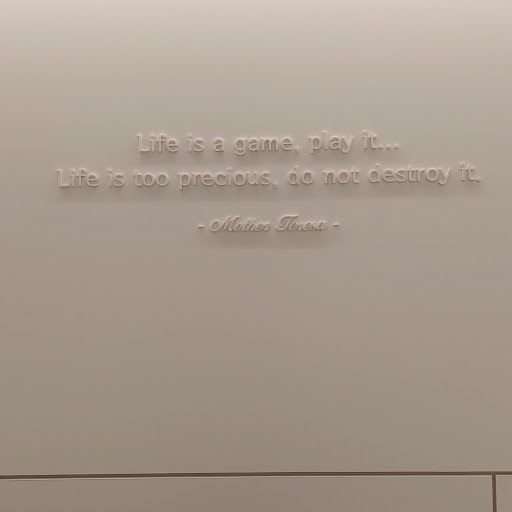 Life is a game, play it...
Life is too precious, do not destroy it.
- Mother Teresa -